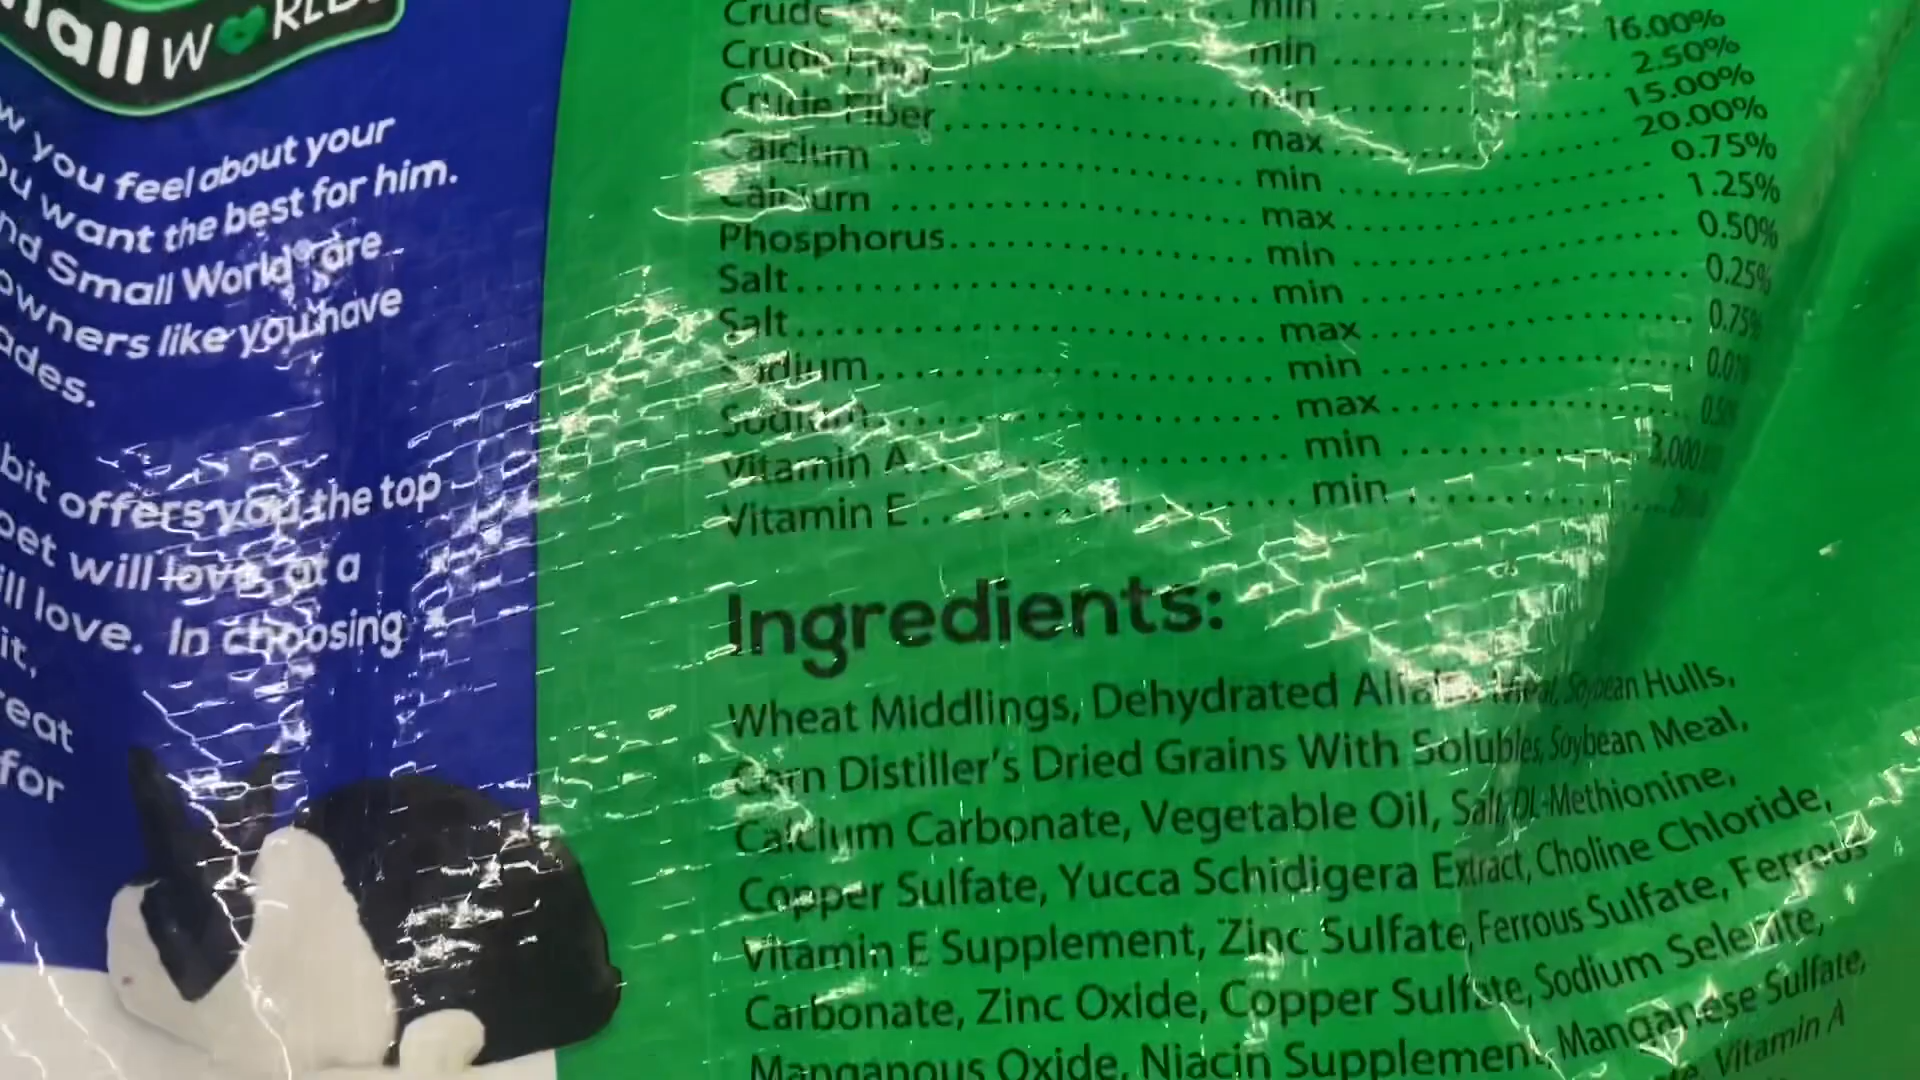 all WORLD
w you feel about your
ou want the best for him.
nd Small World® are
owners like you have
ades.
bit offers you the top
pet will love, at a
ill love. In choosing
it,
reat
for
Crude min 16.00%
Crude min 2.50%
Crude Fiber min 15.00%
max 20.00%
Calcium min 0.75%
Calcium max 1.25%
Phosphorus min 0.50%
Salt min 0.25%
Salt max 0.75%
Sodium min 0.01%
Sodium max 0.50%
Vitamin A min 3,000
Vitamin E min
Ingredients:
Wheat Middlings, Dehydrated Alfalfa Meal, Soybean Hulls,
Corn Distiller's Dried Grains With Solubles, Soybean Meal,
Calcium Carbonate, Vegetable Oil, Salt, DL-Methionine,
Copper Sulfate, Yucca Schidigera Extract, Choline Chloride,
Vitamin E Supplement, Zinc Sulfate, Ferrous Sulfate, Ferrous
Carbonate, Zinc Oxide, Copper Sulfate, Sodium Selenite,
Manganous Oxide, Niacin Supplement, Manganese Sulfate,
Vitamin A